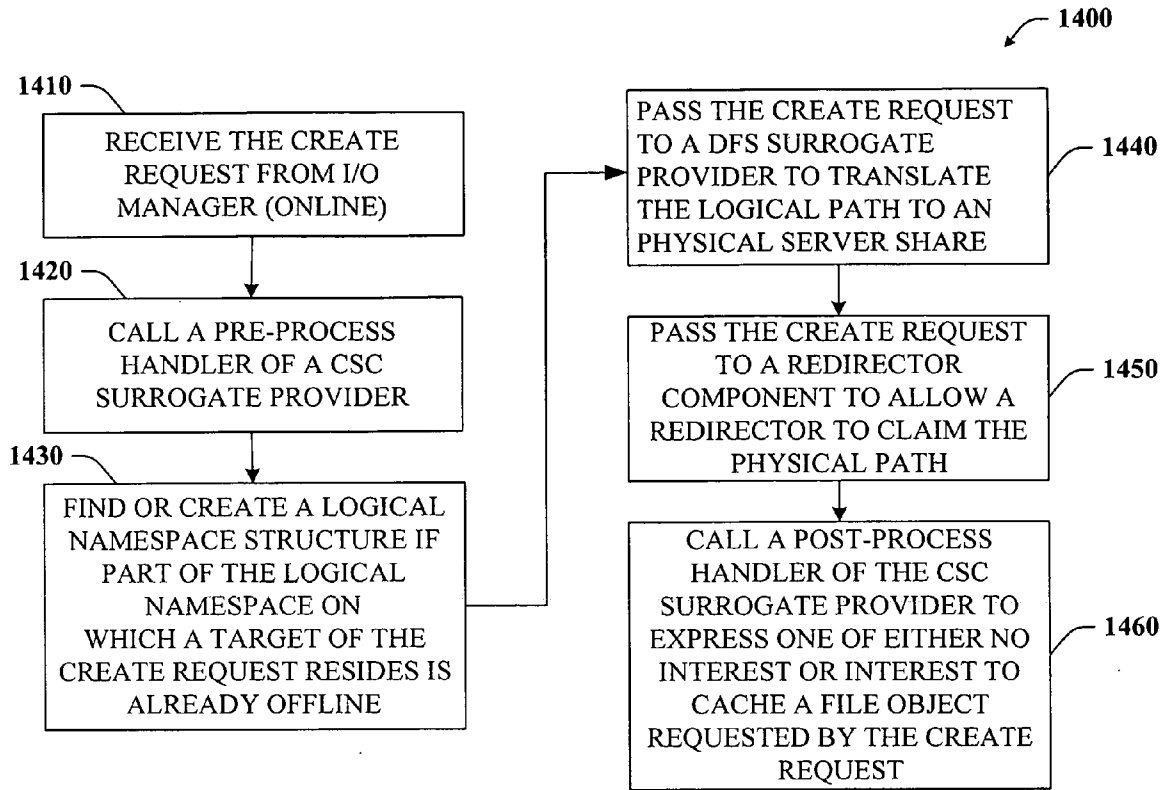 1400
1410
RECEIVE THE CREATE
REQUEST FROM I/O
MANAGER (ONLINE)
1420
CALL A PRE-PROCESS
HANDLER OF A CSC
SURROGATE PROVIDER
1430
FIND OR CREATE A LOGICAL
NAMESPACE STRUCTURE IF
PART OF THE LOGICAL
NAMESPACE ON
WHICH A TARGET OF THE
CREATE REQUEST RESIDES IS
ALREADY OFFLINE
PASS THE CREATE REQUEST
TO A DFS SURROGATE
PROVIDER TO TRANSLATE
THE LOGICAL PATH TO AN
PHYSICAL SERVER SHARE
1440
PASS THE CREATE REQUEST
TO A REDIRECTOR
COMPONENT TO ALLOW A
REDIRECTOR TO CLAIM THE
PHYSICAL PATH
1450
CALL A POST-PROCESS
HANDLER OF THE CSC
SURROGATE PROVIDER TO
EXPRESS ONE OF EITHER NO
INTEREST OR INTEREST TO
CACHE A FILE OBJECT
REQUESTED BY THE CREATE
REQUEST
1460